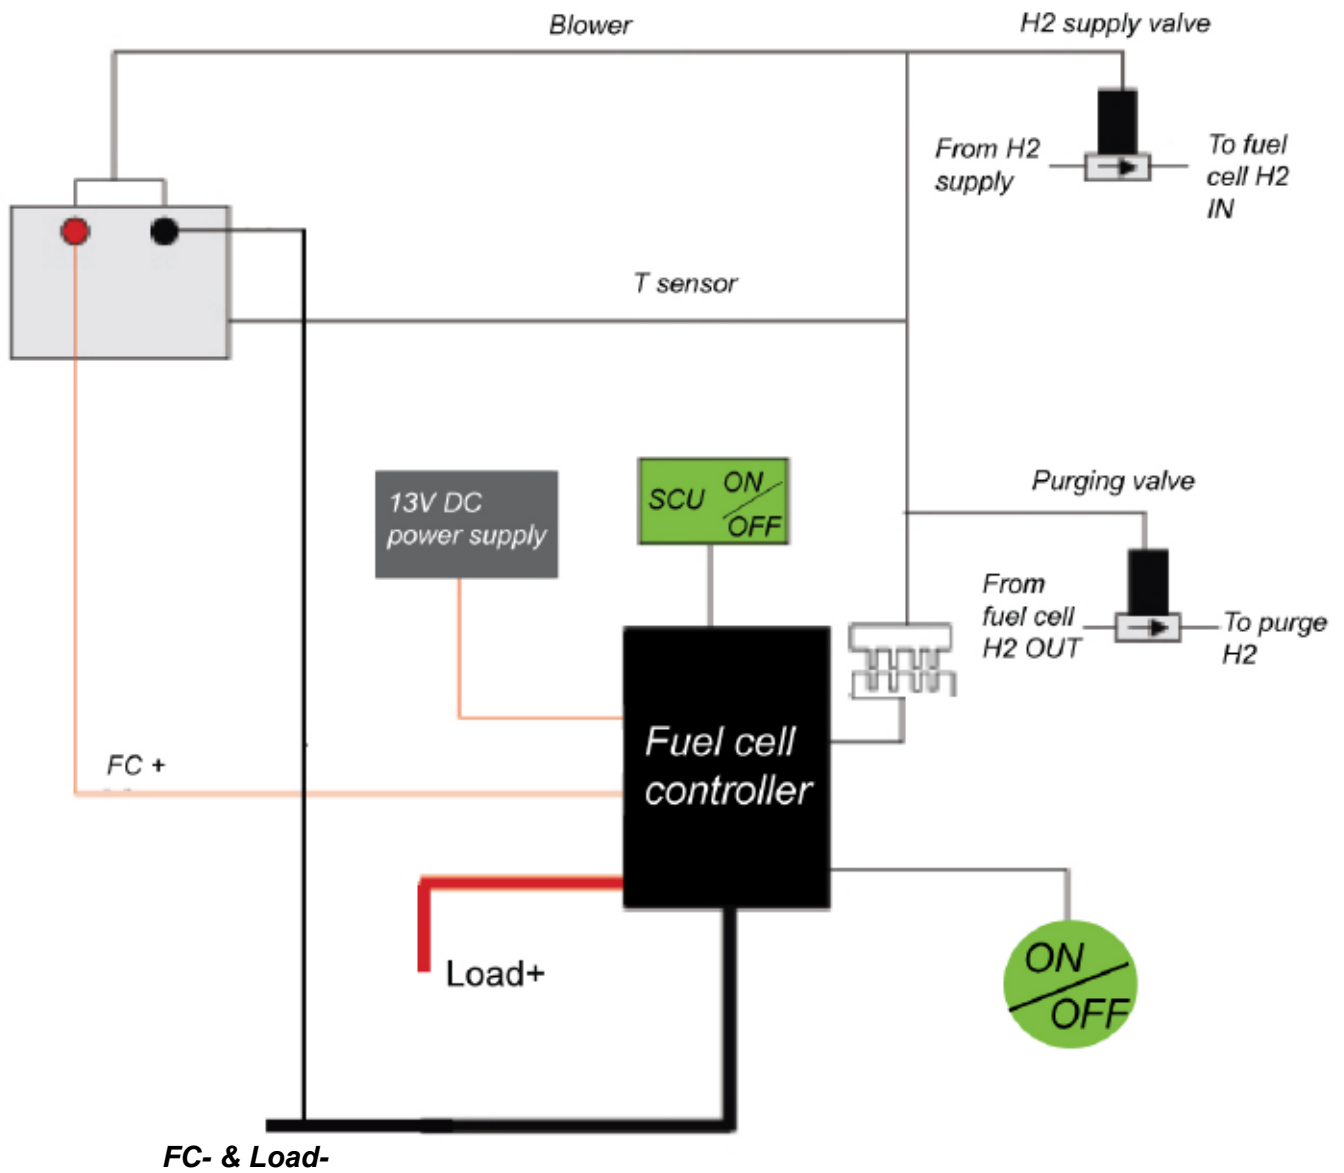 Blower
H2 supply valve
From H2
supply
To fuel
cell H2
IN
T sensor
13V DC
power supply
SCU ON
OFF
Purging valve
From
fuel cell
H2 OUT
To purge
H2
Fuel cell
controller
FC +
Load+
ON
OFF
FC- & Load-